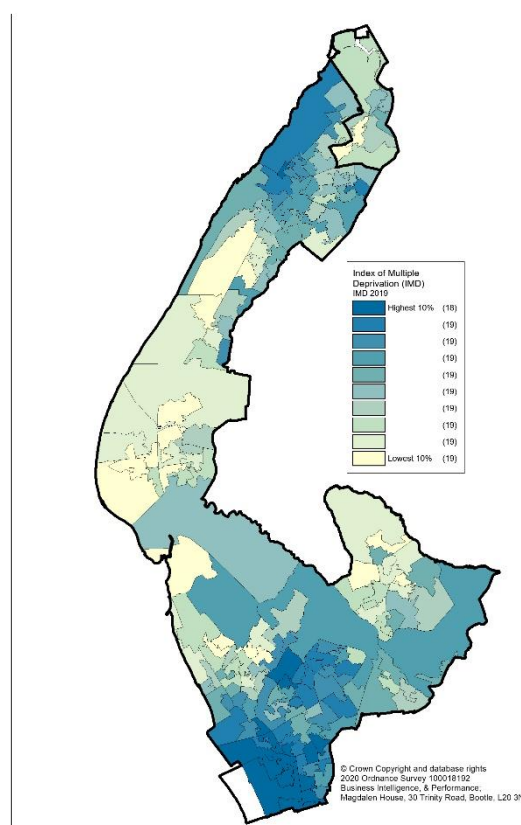 Index of Multiple
Deprivation (IMD)
IMD 2019
Highest 10% (18)
(19)
(19)
(19)
(19)
(19)
(19)
(19)
(19)
Lowest 10% (19)
© Crown Copyright and database rights
2020 Ordnance Survey 100018192
Business Intelligence, & Performance,
Magdalen House, 30 Trinity Road, Bootle, L20 3N